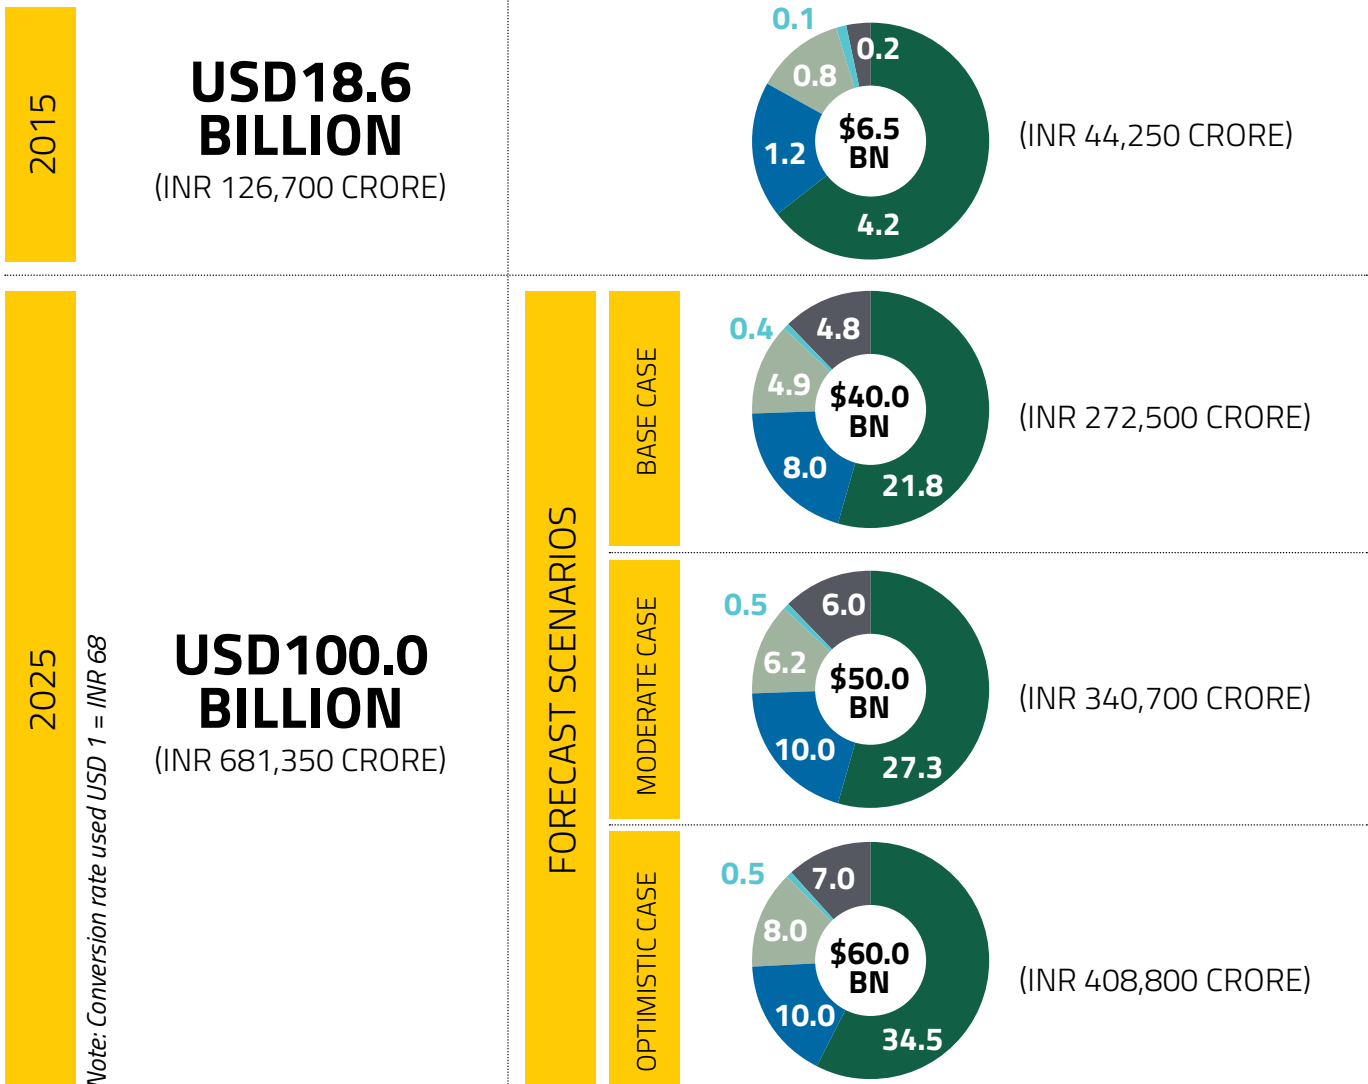 2015
USD18.6
BILLION
(INR 126,700 CRORE)
0.1
0.2
0.8
1.2
4.2
$6.5
BN
(INR 44,250 CRORE)
2025
Note: Conversion rate used USD 1 = INR 68
USD100.0
BILLION
(INR 681,350 CRORE)
FORECAST SCENARIOS
BASE CASE
0.4
4.8
4.9
8.0
21.8
$40.0
BN
(INR 272,500 CRORE)
MODERATE CASE
0.5
6.0
6.2
10.0
27.3
$50.0
BN
(INR 340,700 CRORE)
OPTIMISTIC CASE
0.5
7.0
8.0
10.0
34.5
$60.0
BN
(INR 408,800 CRORE)